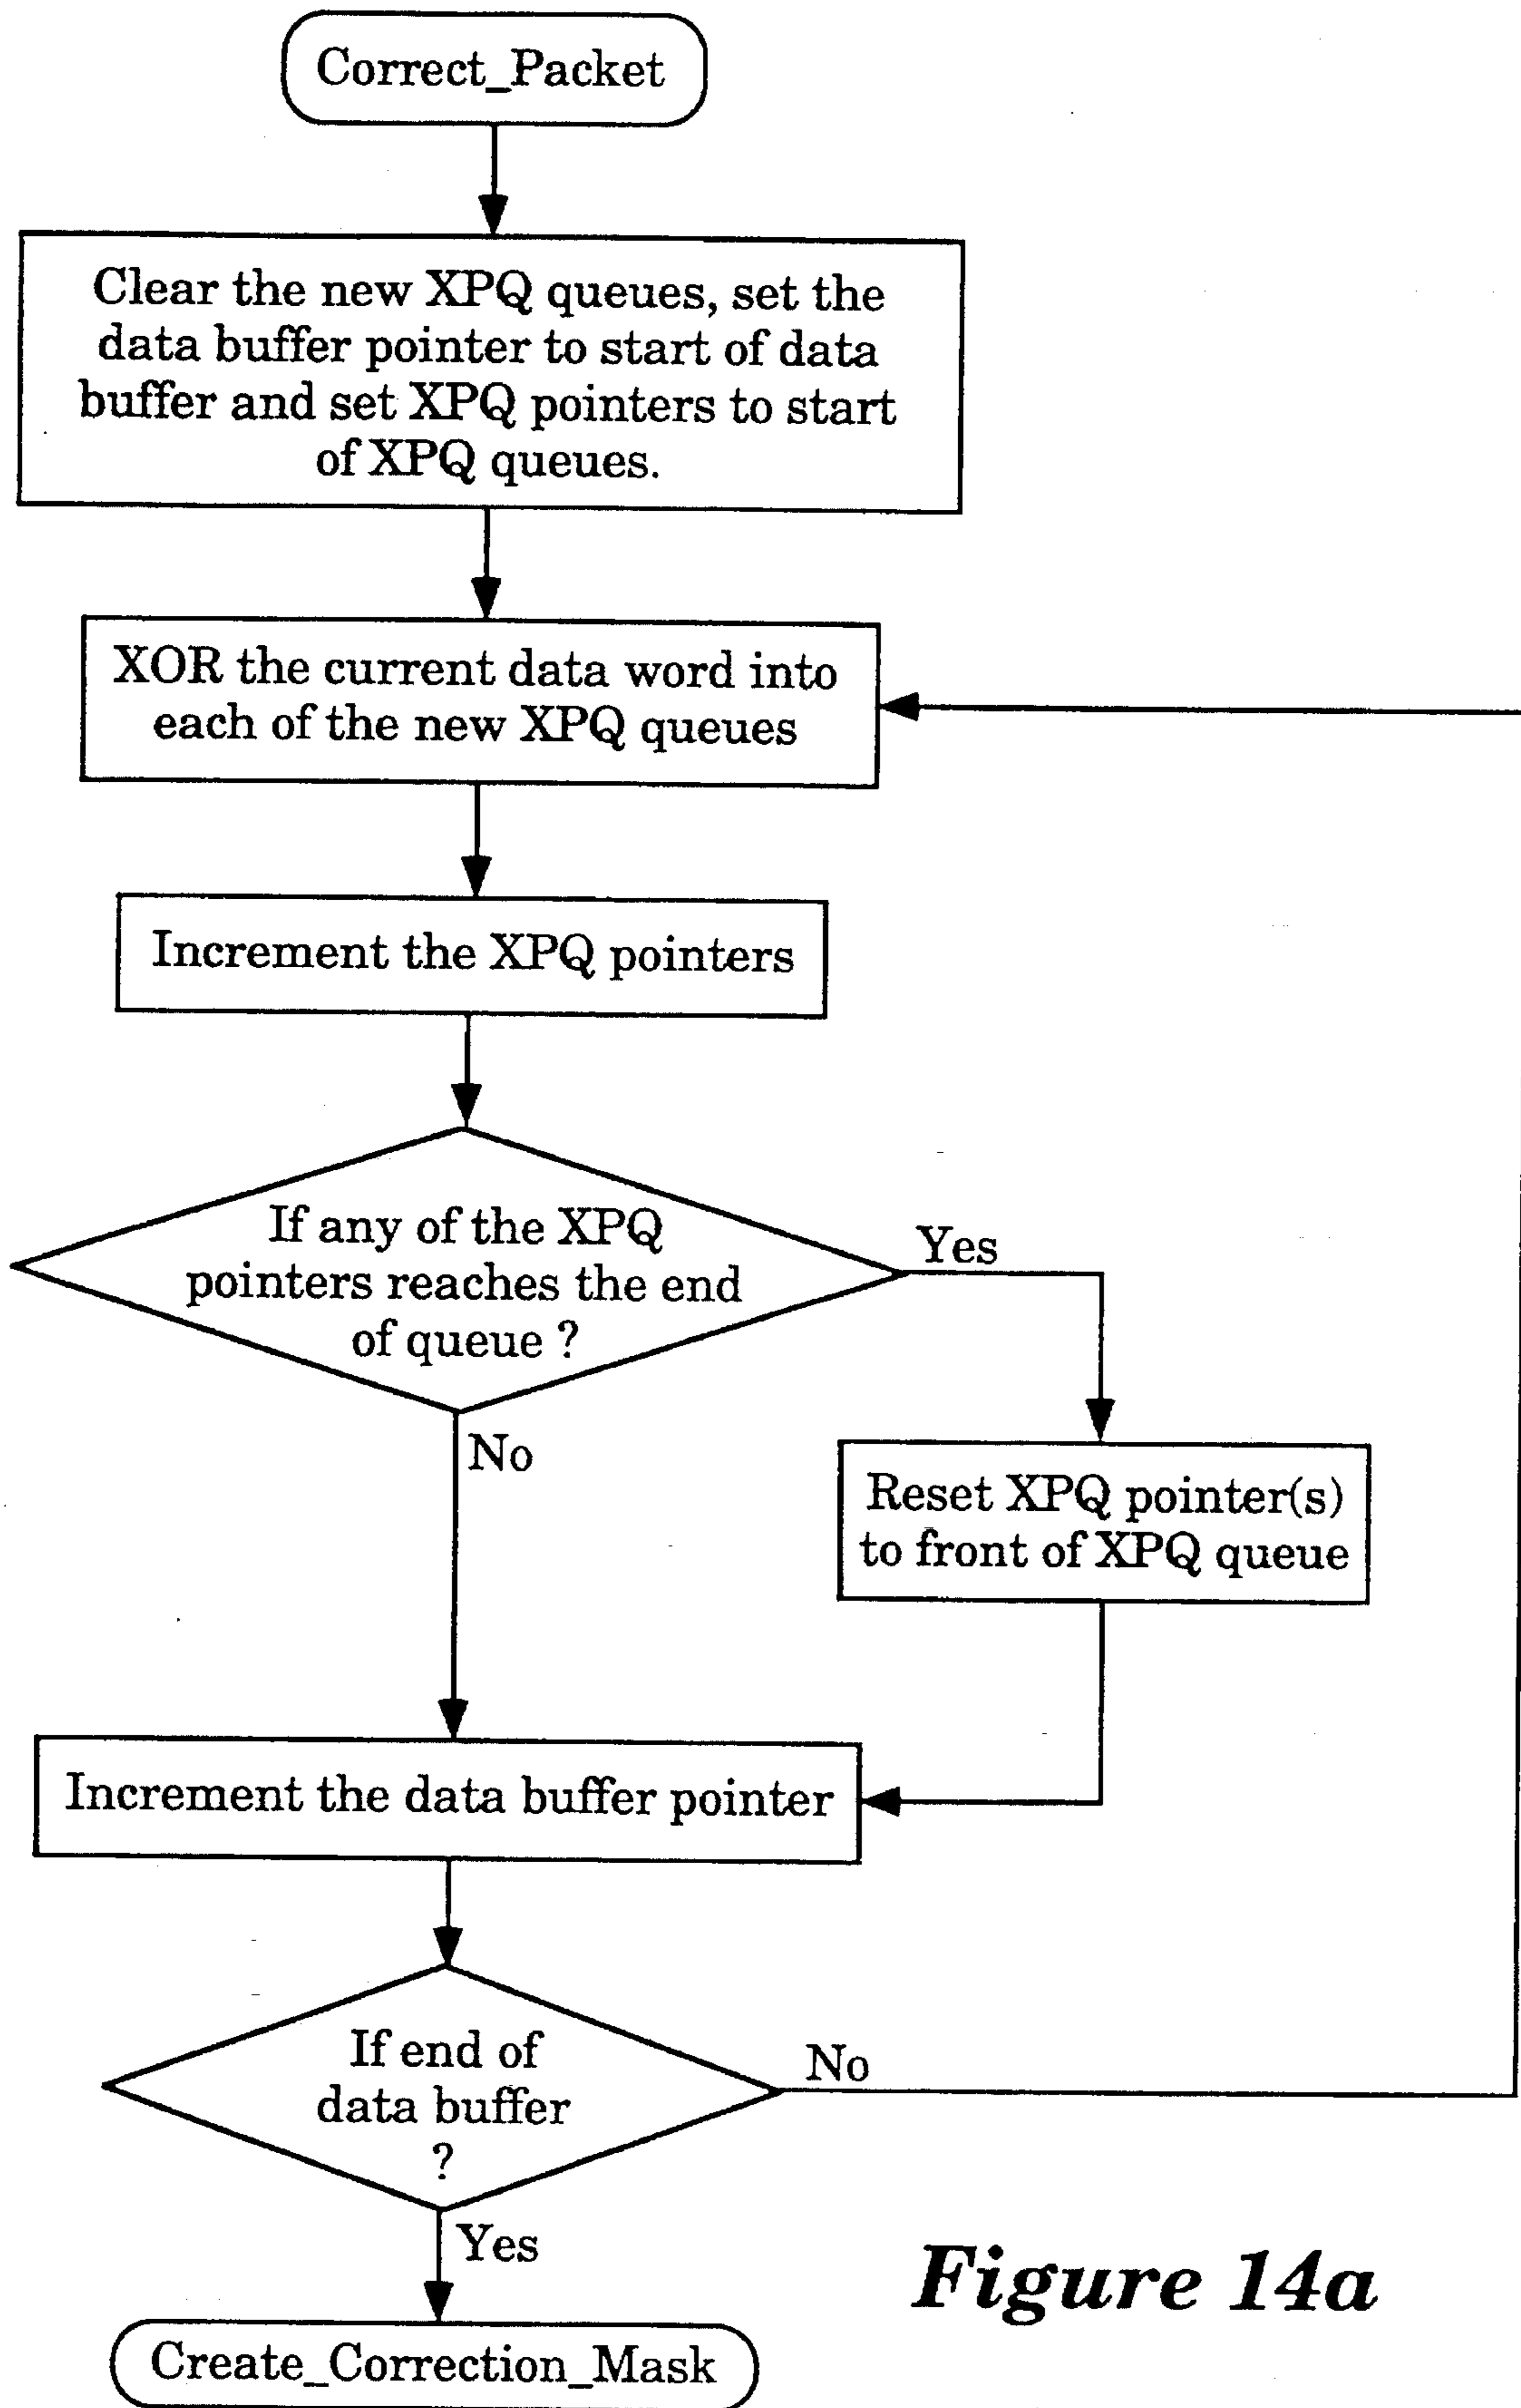 Correct_Packet
Clear the new XPQ queues, set the
data buffer pointer to start of data
buffer and set XPQ pointers to start
of XPQ queues.
XOR the current data word into
each of the new XPQ queues
Increment the XPQ pointers
If any of the XPQ
pointers reaches the end
of queue ?
Yes
No
Reset XPQ pointer(s)
to front of XPQ queue
Increment the data buffer pointer
If end of
data buffer
?
No
Yes
Create_Correction_Mask
Figure 14a